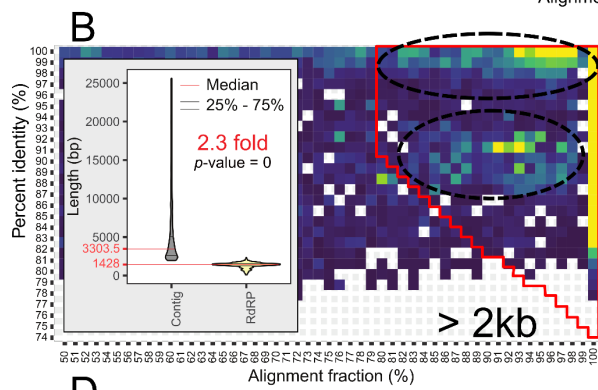 Alignme
B
Percent identity (%)
100
99
98
97
96
95
94
93
92
91
90
89
88
87
86
85
84
83
82
81
80
79
78
77
76
75
74
Length (bp)
25000
20000
15000
10000
5000
3303.5
1428
0
Median
25% - 75%
2.3 fold
p-value = 0
Contig
RdRP
> 2kb
50 51 52 53 54 55 56 57 58 59 60 61 62 63 64 65 66 67 68 69 70 71 72 73 74 75 76 77 78 79 80 81 82 83 84 85 86 87 88 89 90 91 92 93 94 95 96 97 98 99 100
Alignment fraction (%)